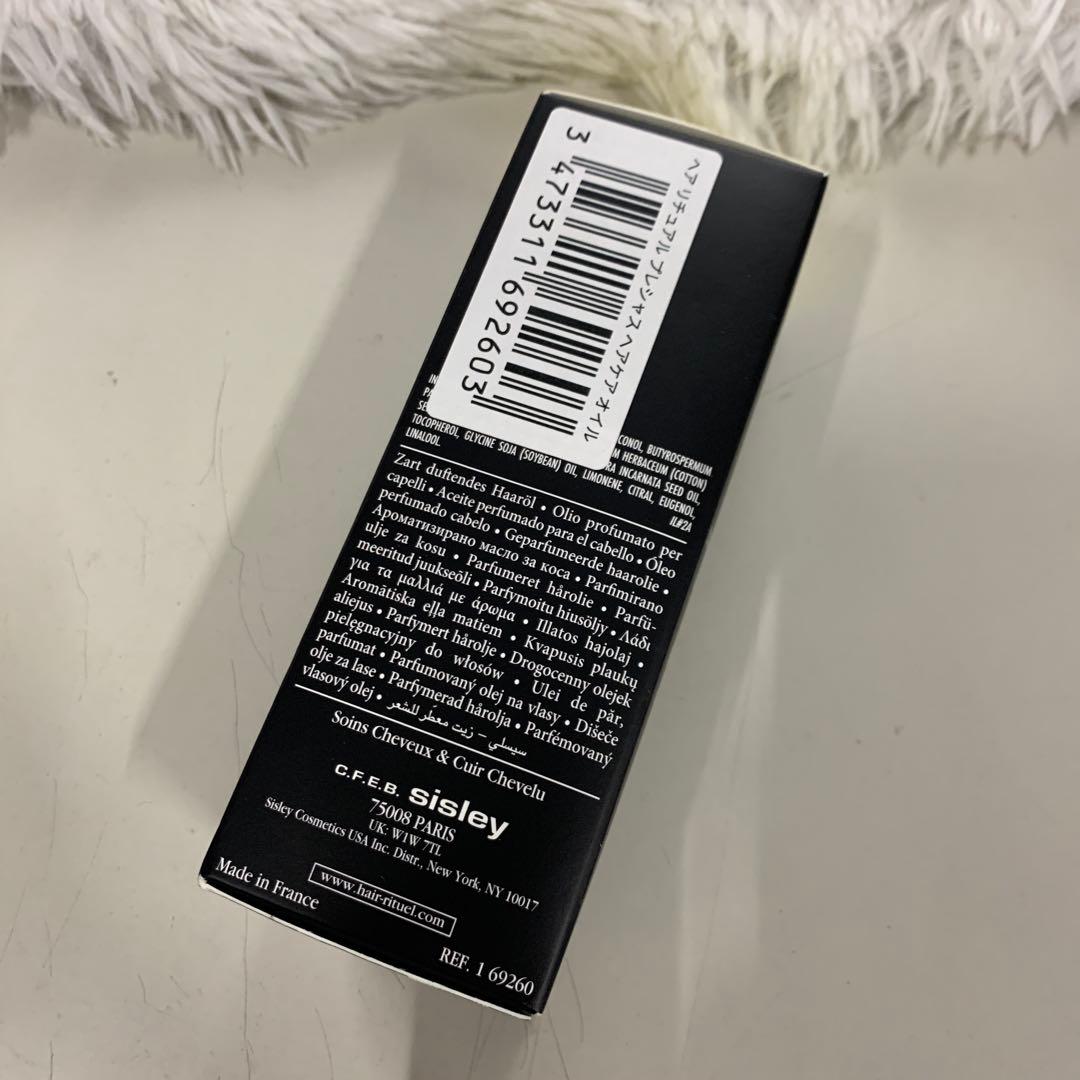 ヘアリチュアル プレシャスヘアケアオイル
3 473311 692603
CONOL, BUTYROSPERMUM
HERBACEUM (COTTON)
INCARNATA SEED OIL,
TOCOPHEROL, GLYCINE SOJA (SOYBEAN) OIL, LIMONENE, CITRAL, EUGENOL,
LINALOOL.
IL#2A
Zart duftendes Haaröl • Olio profumato per
capelli • Aceite perfumado para el cabello • Óleo
perfumado cabelo • Geparfumeerde haarolie •
Ароматизирано масло за коса • Parfimirano
ulje za kosu • Parfumeret hårolie • Parfü-
meeritud juukseõli • Parfymoitu hiusöljy • Λάδι
για τα μαλλιά με άρωμα • Illatos hajolaj •
Aromātiska eļļa matiem • Kvapusis plaukų
aliejus • Parfymert hårolje • Drogocenny olejek
pielęgnacyjny do włosów • Ulei de păr,
parfumat • Parfumovaný olej na vlasy • Dišeče
olje za lase • Parfymerad hårolja • Parfémovaný
vlasový olej • سيسلي – زيت معطر للشعر
Soins Cheveux & Cuir Chevelu
C.F.E.B. sisley
75008 PARIS
UK: W1W 7TL
Sisley Cosmetics USA Inc. Distr., New York, NY 10017
www.hair-rituel.com
Made in France
REF. 1 69260